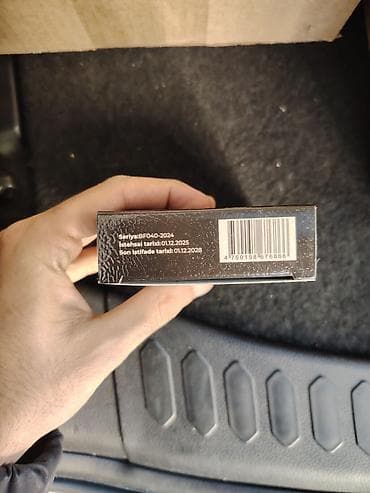 Seriya:BF040-2024
İstehsal tarixi:01.12.2025
Son istifadə tarixi:01.12.2028